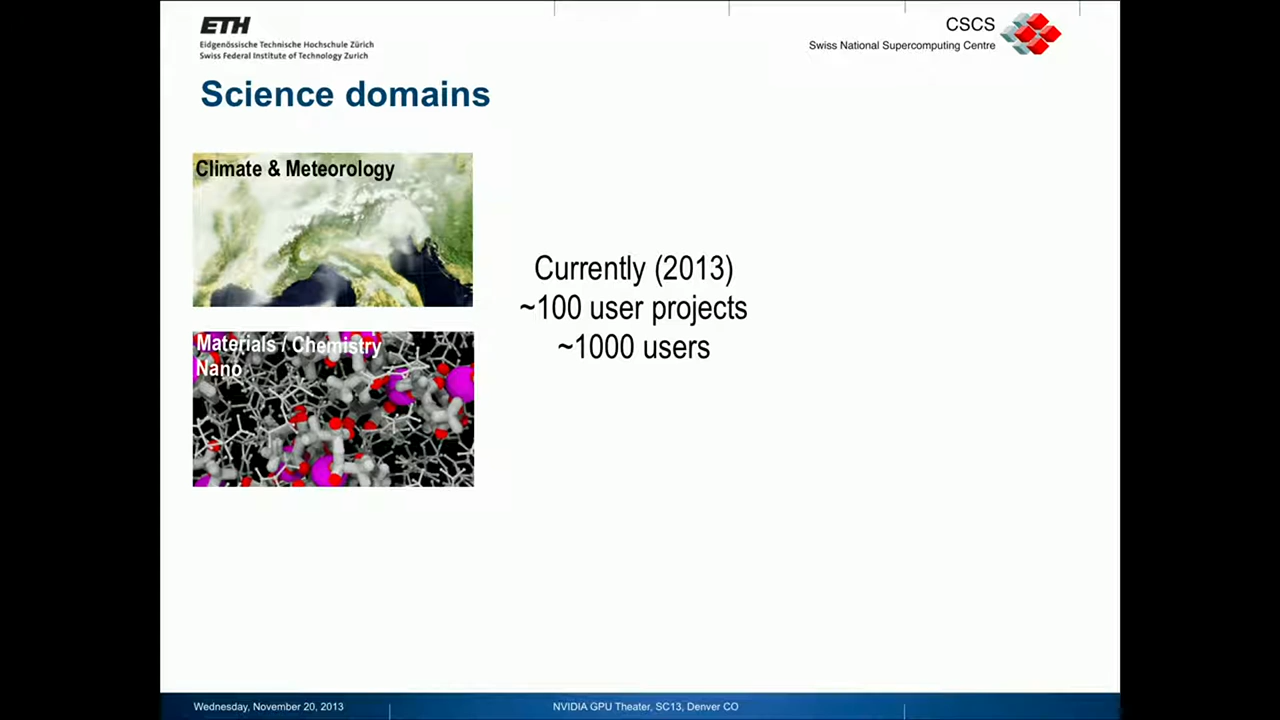 ETH
Eidgenössische Technische Hochschule Zürich
Swiss Federal Institute of Technology Zurich
CSCS
Swiss National Supercomputing Centre
Science domains
Climate & Meteorology
Currently (2013)
~100 user projects
~1000 users
Materials / Chemistry
Nano
Wednesday, November 20, 2013
NVIDIA GPU Theater, SC13, Denver CO